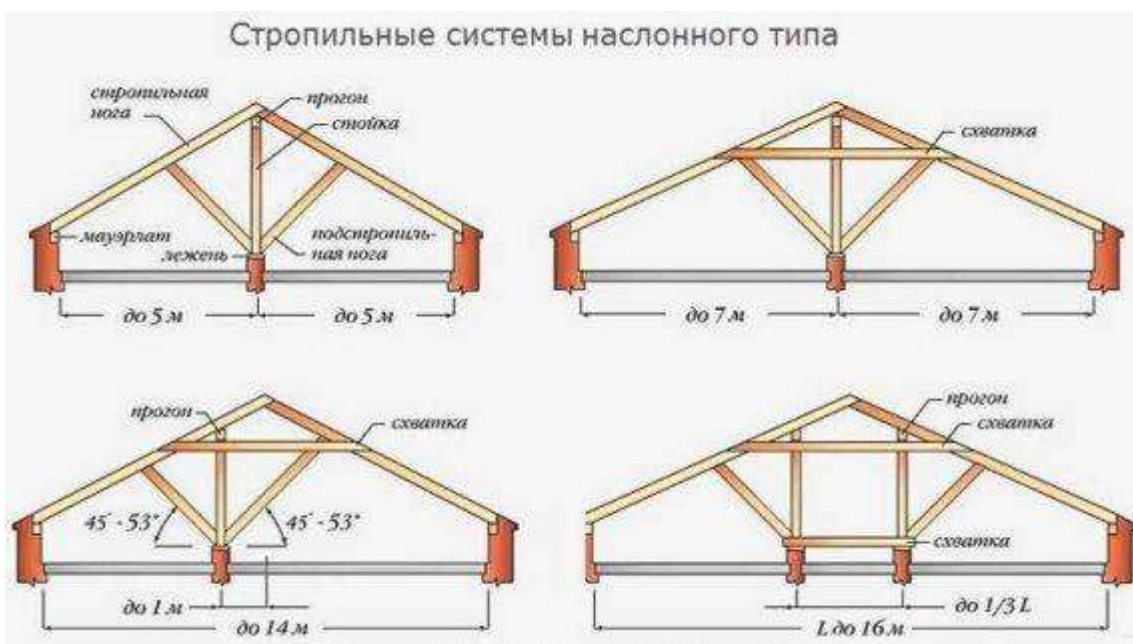 Стропильные системы наслонного типа
стропильная
нога
прогон
стойка
мауэрлат
лежень
подстропиль-
ная нога
до 5 м
до 5 м
схватка
до 7 м
до 7 м
прогон
схватка
45° - 53°
45° - 53°
до 1 м
до 14 м
прогон
схватка
схватка
до 1/3 L
L до 16 м